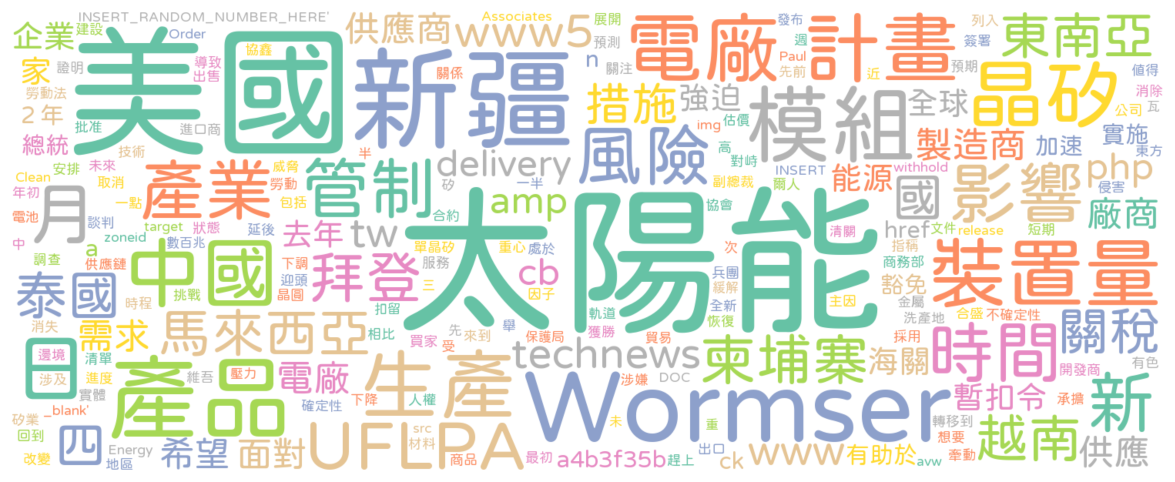 INSERT_RANDOM_NUMBER_HERE'
Associates
展開
發布
週
列入
企業
建設
Order
供應商
www5
預測
電廠
計畫
Paul
先前
簽署
東南亞
家
證明
美國
協鑫
導致
出售
新疆
關係
n
關注
近
預期
晶矽
值得
消除
勞動法
2年
批准
進口商
措施
強迫
img
估價
模組
全球
公司
瓦
製造商
加速
實施
總統
技術
半
delivery
風險
高
對峙
INSERT
withhold
東方
安排
未來
威脅
勞動
包括
管制
矽
一半
副總裁
爾人
能源
國
影響
php
侵害
Clean
年初
取消
一點
產業
amp
協會
太陽能
電池
月
談判
target
狀態
合約
清關
href
文件
release
短期
廠商
中
a
zoneid
數百兆
延後
去年
tw
單晶矽
重心
處於
次
指稱
商務部
調查
供應鏈
中國
下調
拜登
服務
迎頭
cb
兵團
緩解
豁免
裝置量
泰國
挑戰
晶圓
三
因子
全新
主因
金屬
時程
扣留
軌道
恢復
洗產地
合盛
不確定性
消失
需求
馬來西亞
相比
買家
先
受
來到
舉
保護局
獲勝
貿易
採用
有色
日
邊境
清單
technews
柬埔寨
海關
時間
關稅
開發商
涉及
進度
維吾
壓力
電廠
生產
涉嫌
DOC
暫扣令
承擔
新
實體
產品
確定性
下降
人權
Wormser
未
重
轉移到
想要
礦業
_blank'
回到
四
Energy
地區
希望
面對
UFLPA
src
材料
商品
最初
a4b3f35b
趕上
出口
ck
www
avw
有助於
牽動
越南
供應
改變